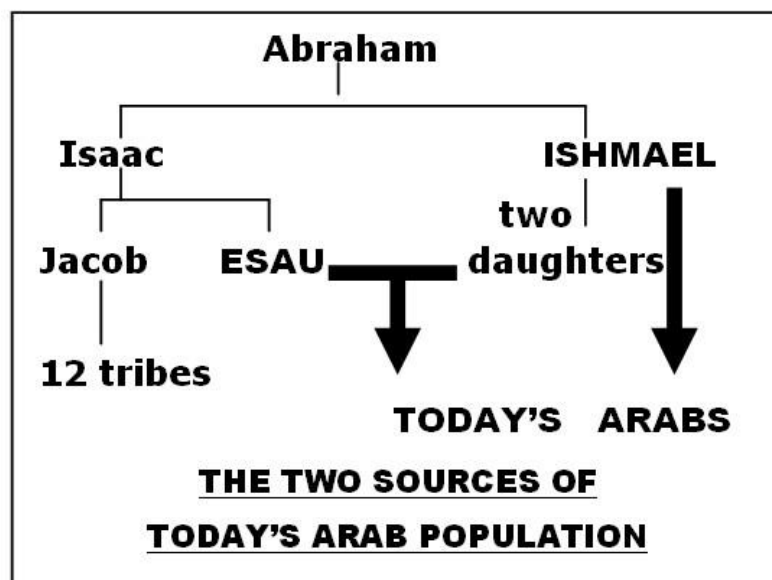 Abraham
Isaac ISHMAEL
two
Jacob ESAU daughters
12 tribes
TODAY'S ARABS
THE TWO SOURCES OF
TODAY'S ARAB POPULATION